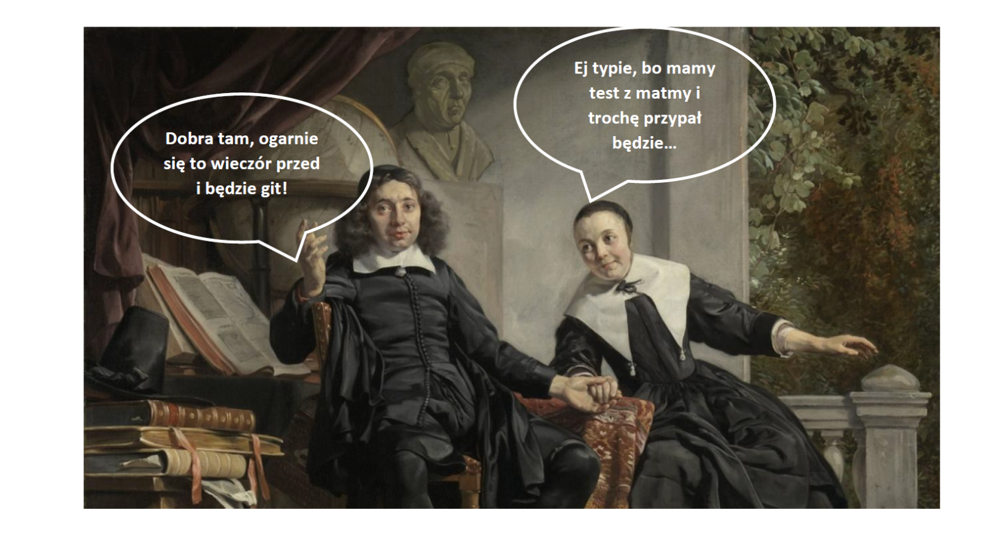 Ej typie, bo mamy
test z matmy i
trochę przypał
będzie...
Dobra tam, ogarnie
się to wieczór przed
i będzie git!